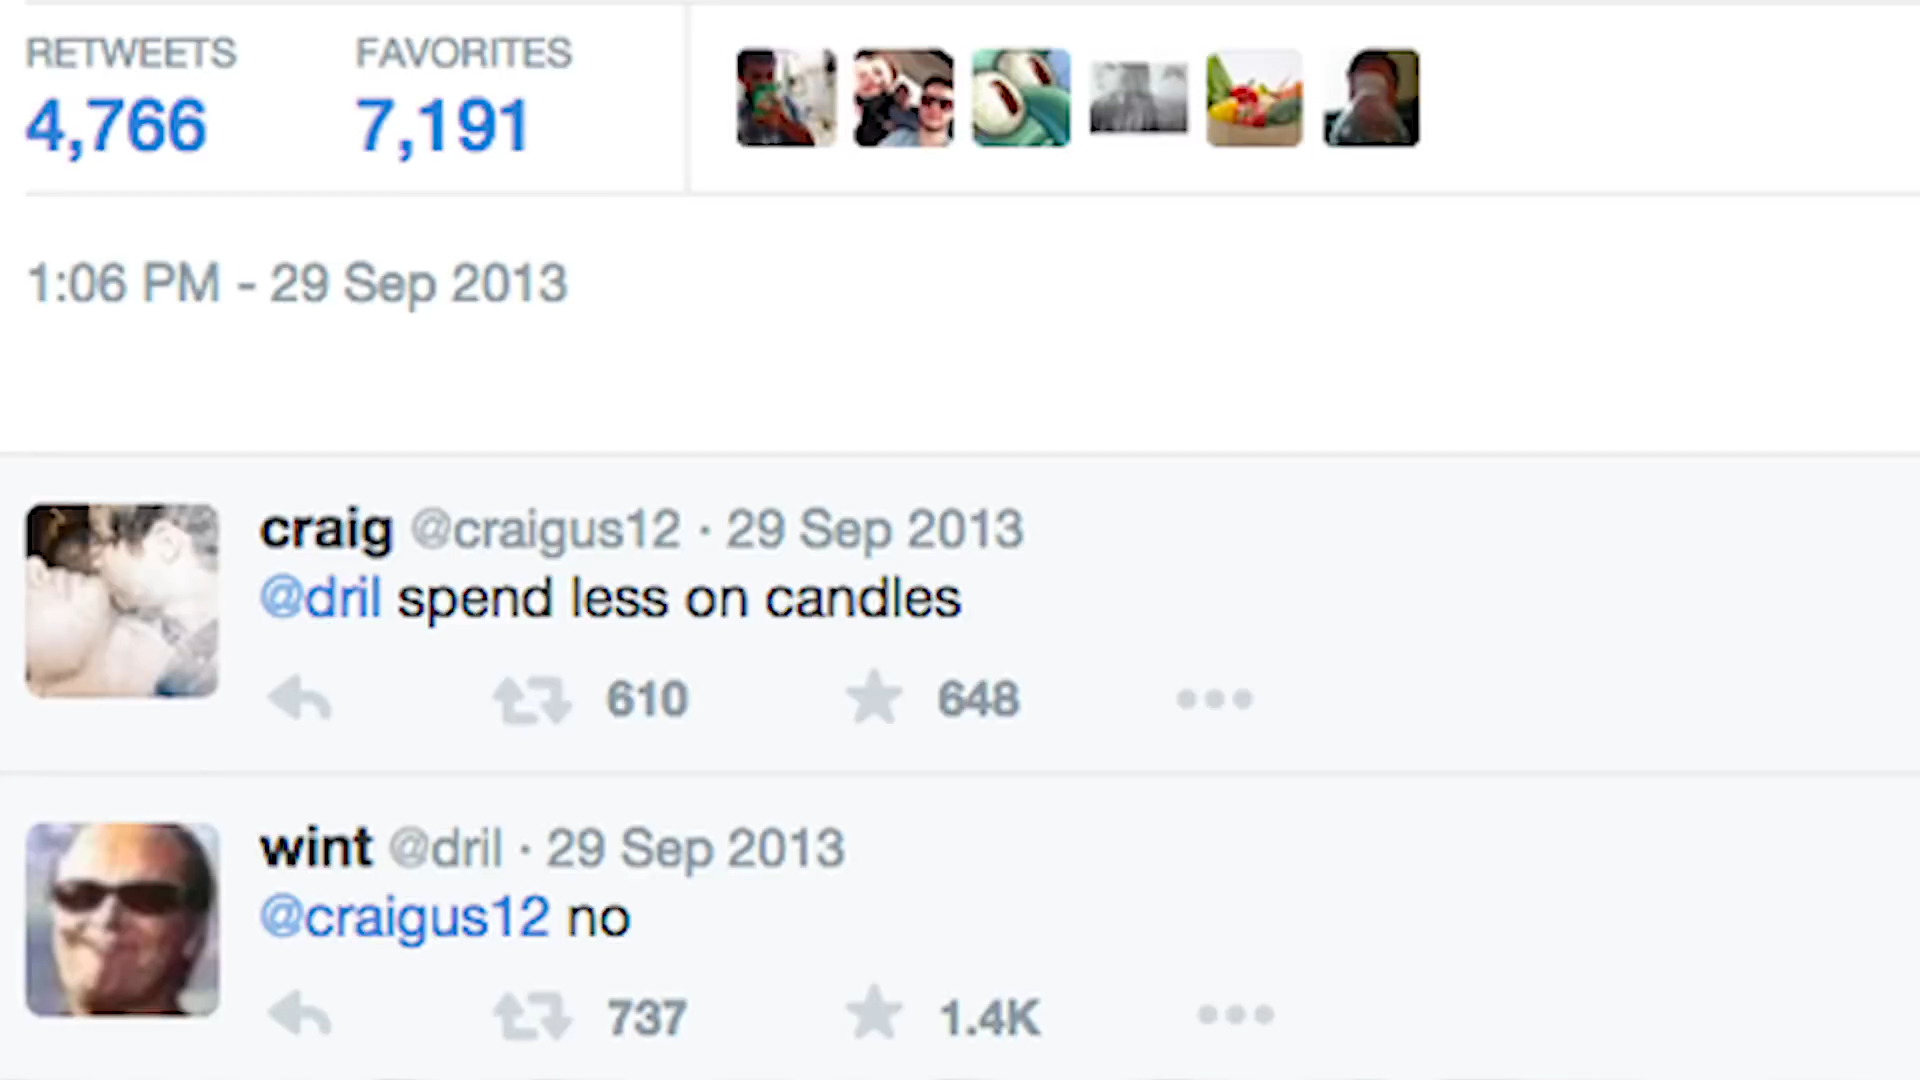 RETWEETS FAVORITES
4,766 7,191
1:06 PM - 29 Sep 2013
craig @craigus12 · 29 Sep 2013
@dril spend less on candles
610 648
wint @dril · 29 Sep 2013
@craigus12 no
737 1.4K